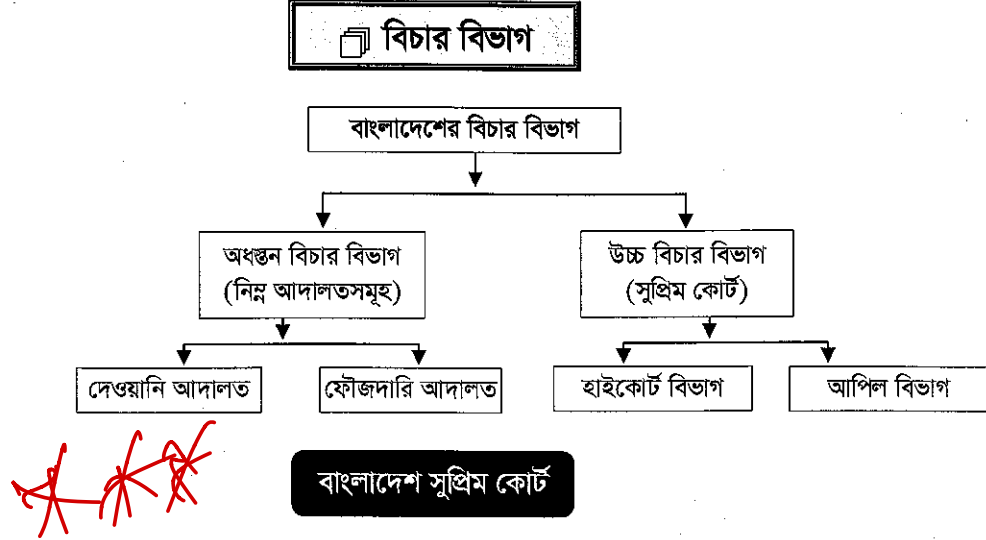 বিচার বিভাগ
বাংলাদেশের বিচার বিভাগ
অধস্তন বিচার বিভাগ
(নিম্ন আদালতসমূহ)
উচ্চ বিচার বিভাগ
(সুপ্রিম কোর্ট)
দেওয়ানি আদালত
ফৌজদারি আদালত
হাইকোর্ট বিভাগ
আপিল বিভাগ
বাংলাদেশ সুপ্রিম কোর্ট